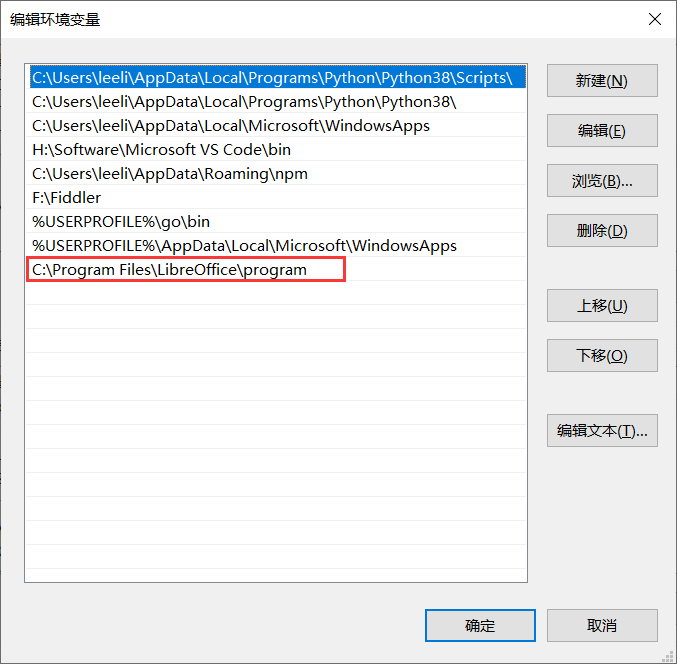 编辑环境变量
C:\Users\leeli\AppData\Local\Programs\Python\Python38\Scripts\
C:\Users\leeli\AppData\Local\Programs\Python\Python38\
C:\Users\leeli\AppData\Local\Microsoft\WindowsApps
H:\Software\Microsoft VS Code\bin
C:\Users\leeli\AppData\Roaming\npm
F:\Fiddler
%USERPROFILE%\go\bin
%USERPROFILE%\AppData\Local\Microsoft\WindowsApps
C:\Program Files\LibreOffice\program
新建(N)
编辑(E)
浏览(B)...
删除(D)
上移(U)
下移(O)
编辑文本(T)...
确定
取消